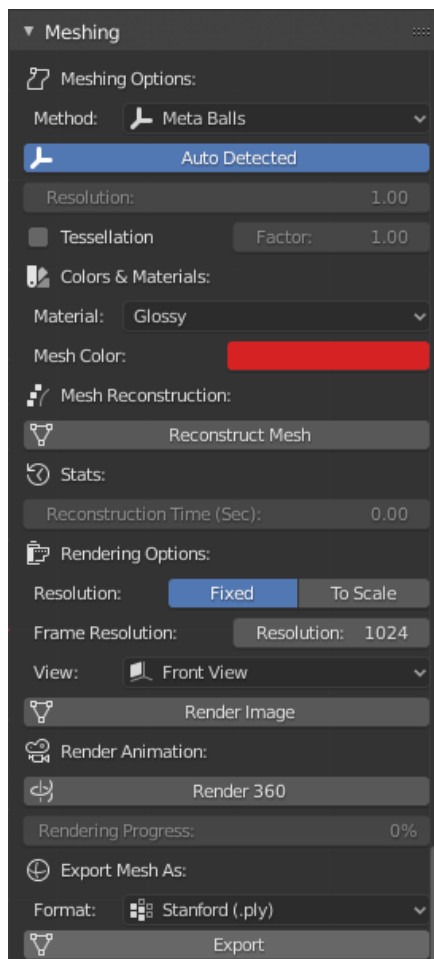 Meshing
Meshing Options:
Method: Meta Balls
Auto Detected
Resolution: 1.00
Tessellation Factor: 1.00
Colors & Materials:
Material: Glossy
Mesh Color:
Mesh Reconstruction:
Reconstruct Mesh
Stats:
Reconstruction Time (Sec): 0.00
Rendering Options:
Resolution: Fixed To Scale
Frame Resolution: Resolution: 1024
View: Front View
Render Image
Render Animation:
Render 360
Rendering Progress: 0%
Export Mesh As:
Format: Stanford (.ply)
Export